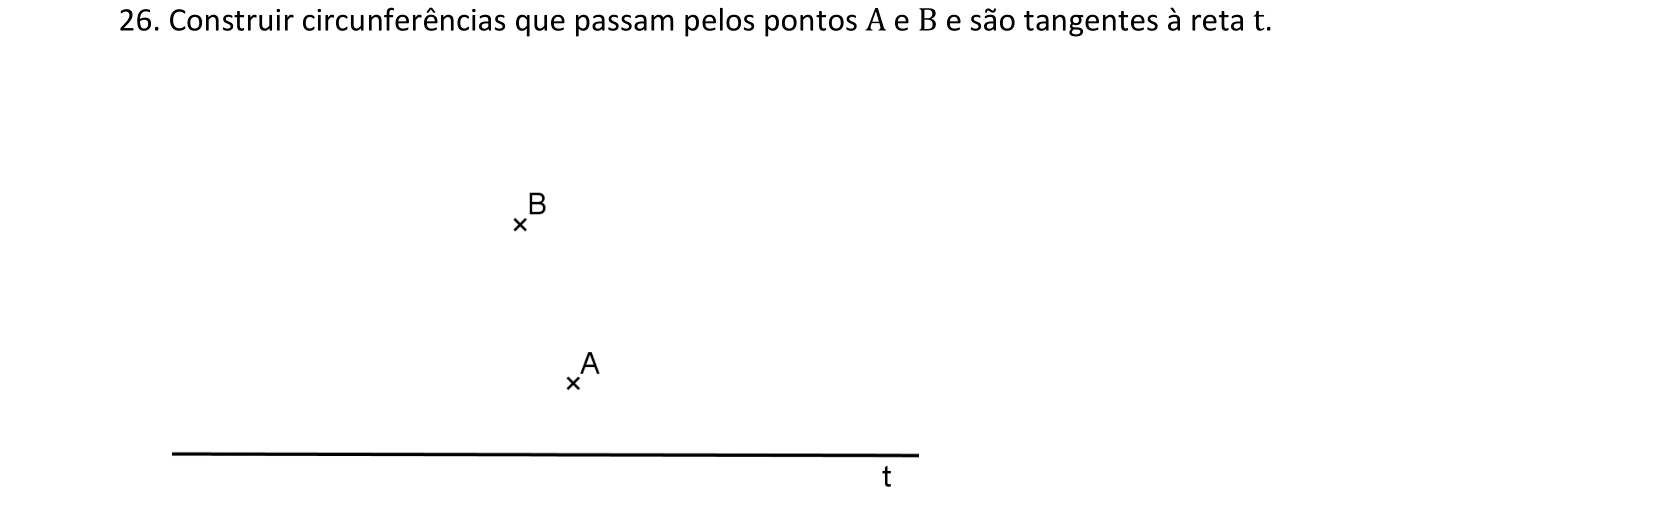 26. Construir circunferências que passam pelos pontos A e B e são tangentes à reta t.
B
A
t